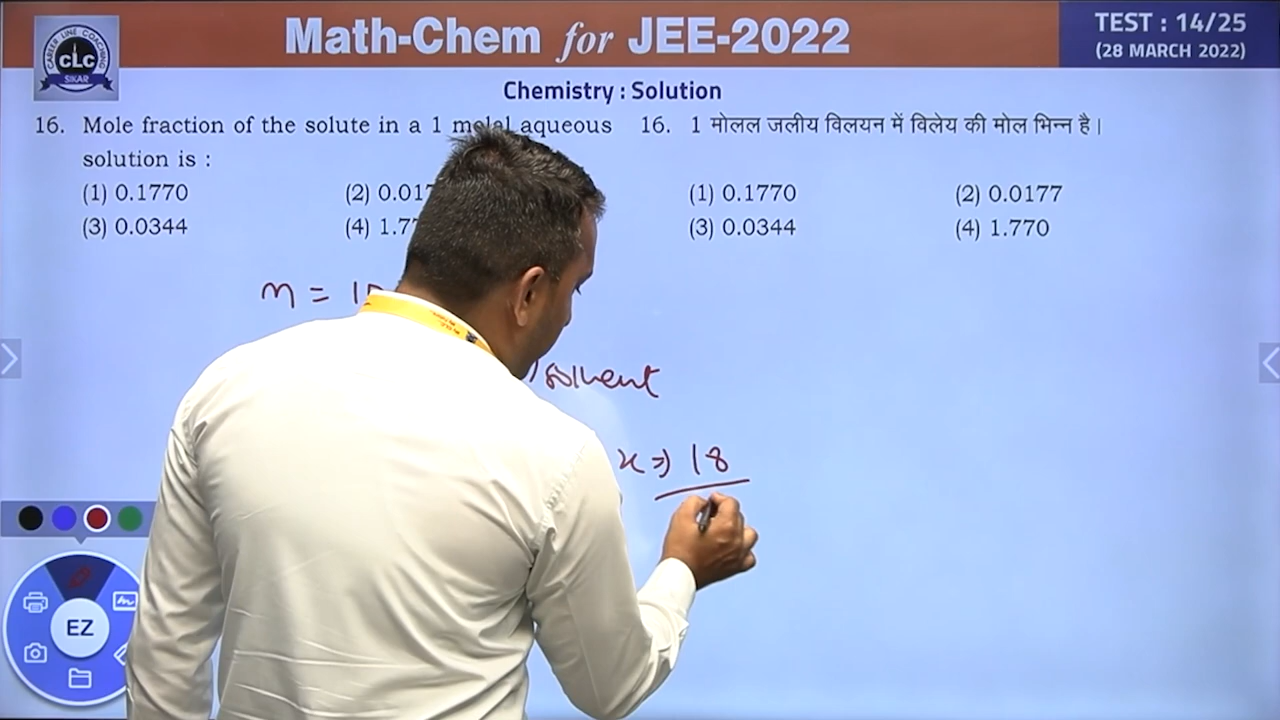 Math-Chem for JEE-2022
TEST : 14/25
(28 MARCH 2022)
CAREER LINE COACHING
CLC
SIKAR
Chemistry : Solution
16. Mole fraction of the solute in a 1 molal aqueous
solution is :
(1) 0.1770
(2) 0.017
(3) 0.0344
(4) 1.77
16. 1 मोलल जलीय विलयन में विलेय की मोल भिन्न है।
(1) 0.1770
(2) 0.0177
(3) 0.0344
(4) 1.770
m =
solvent
x ⇒ 18
EZ